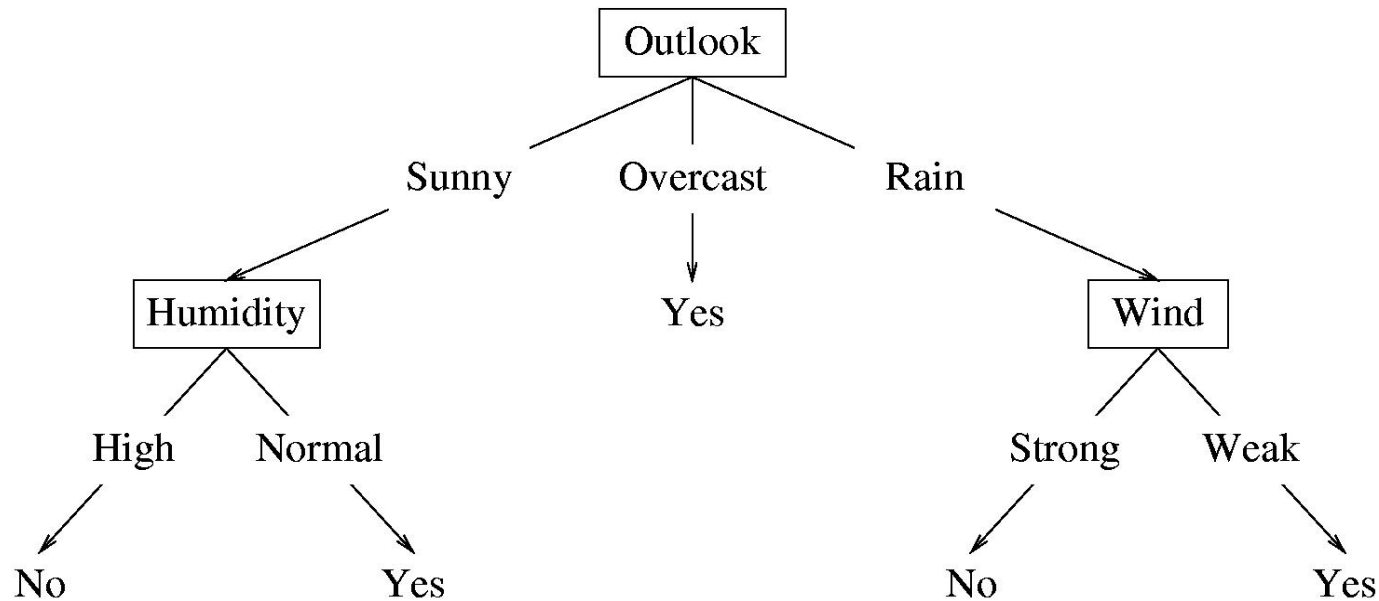 Outlook
Sunny Overcast Rain
Humidity Yes Wind
High Normal Strong Weak
No Yes No Yes